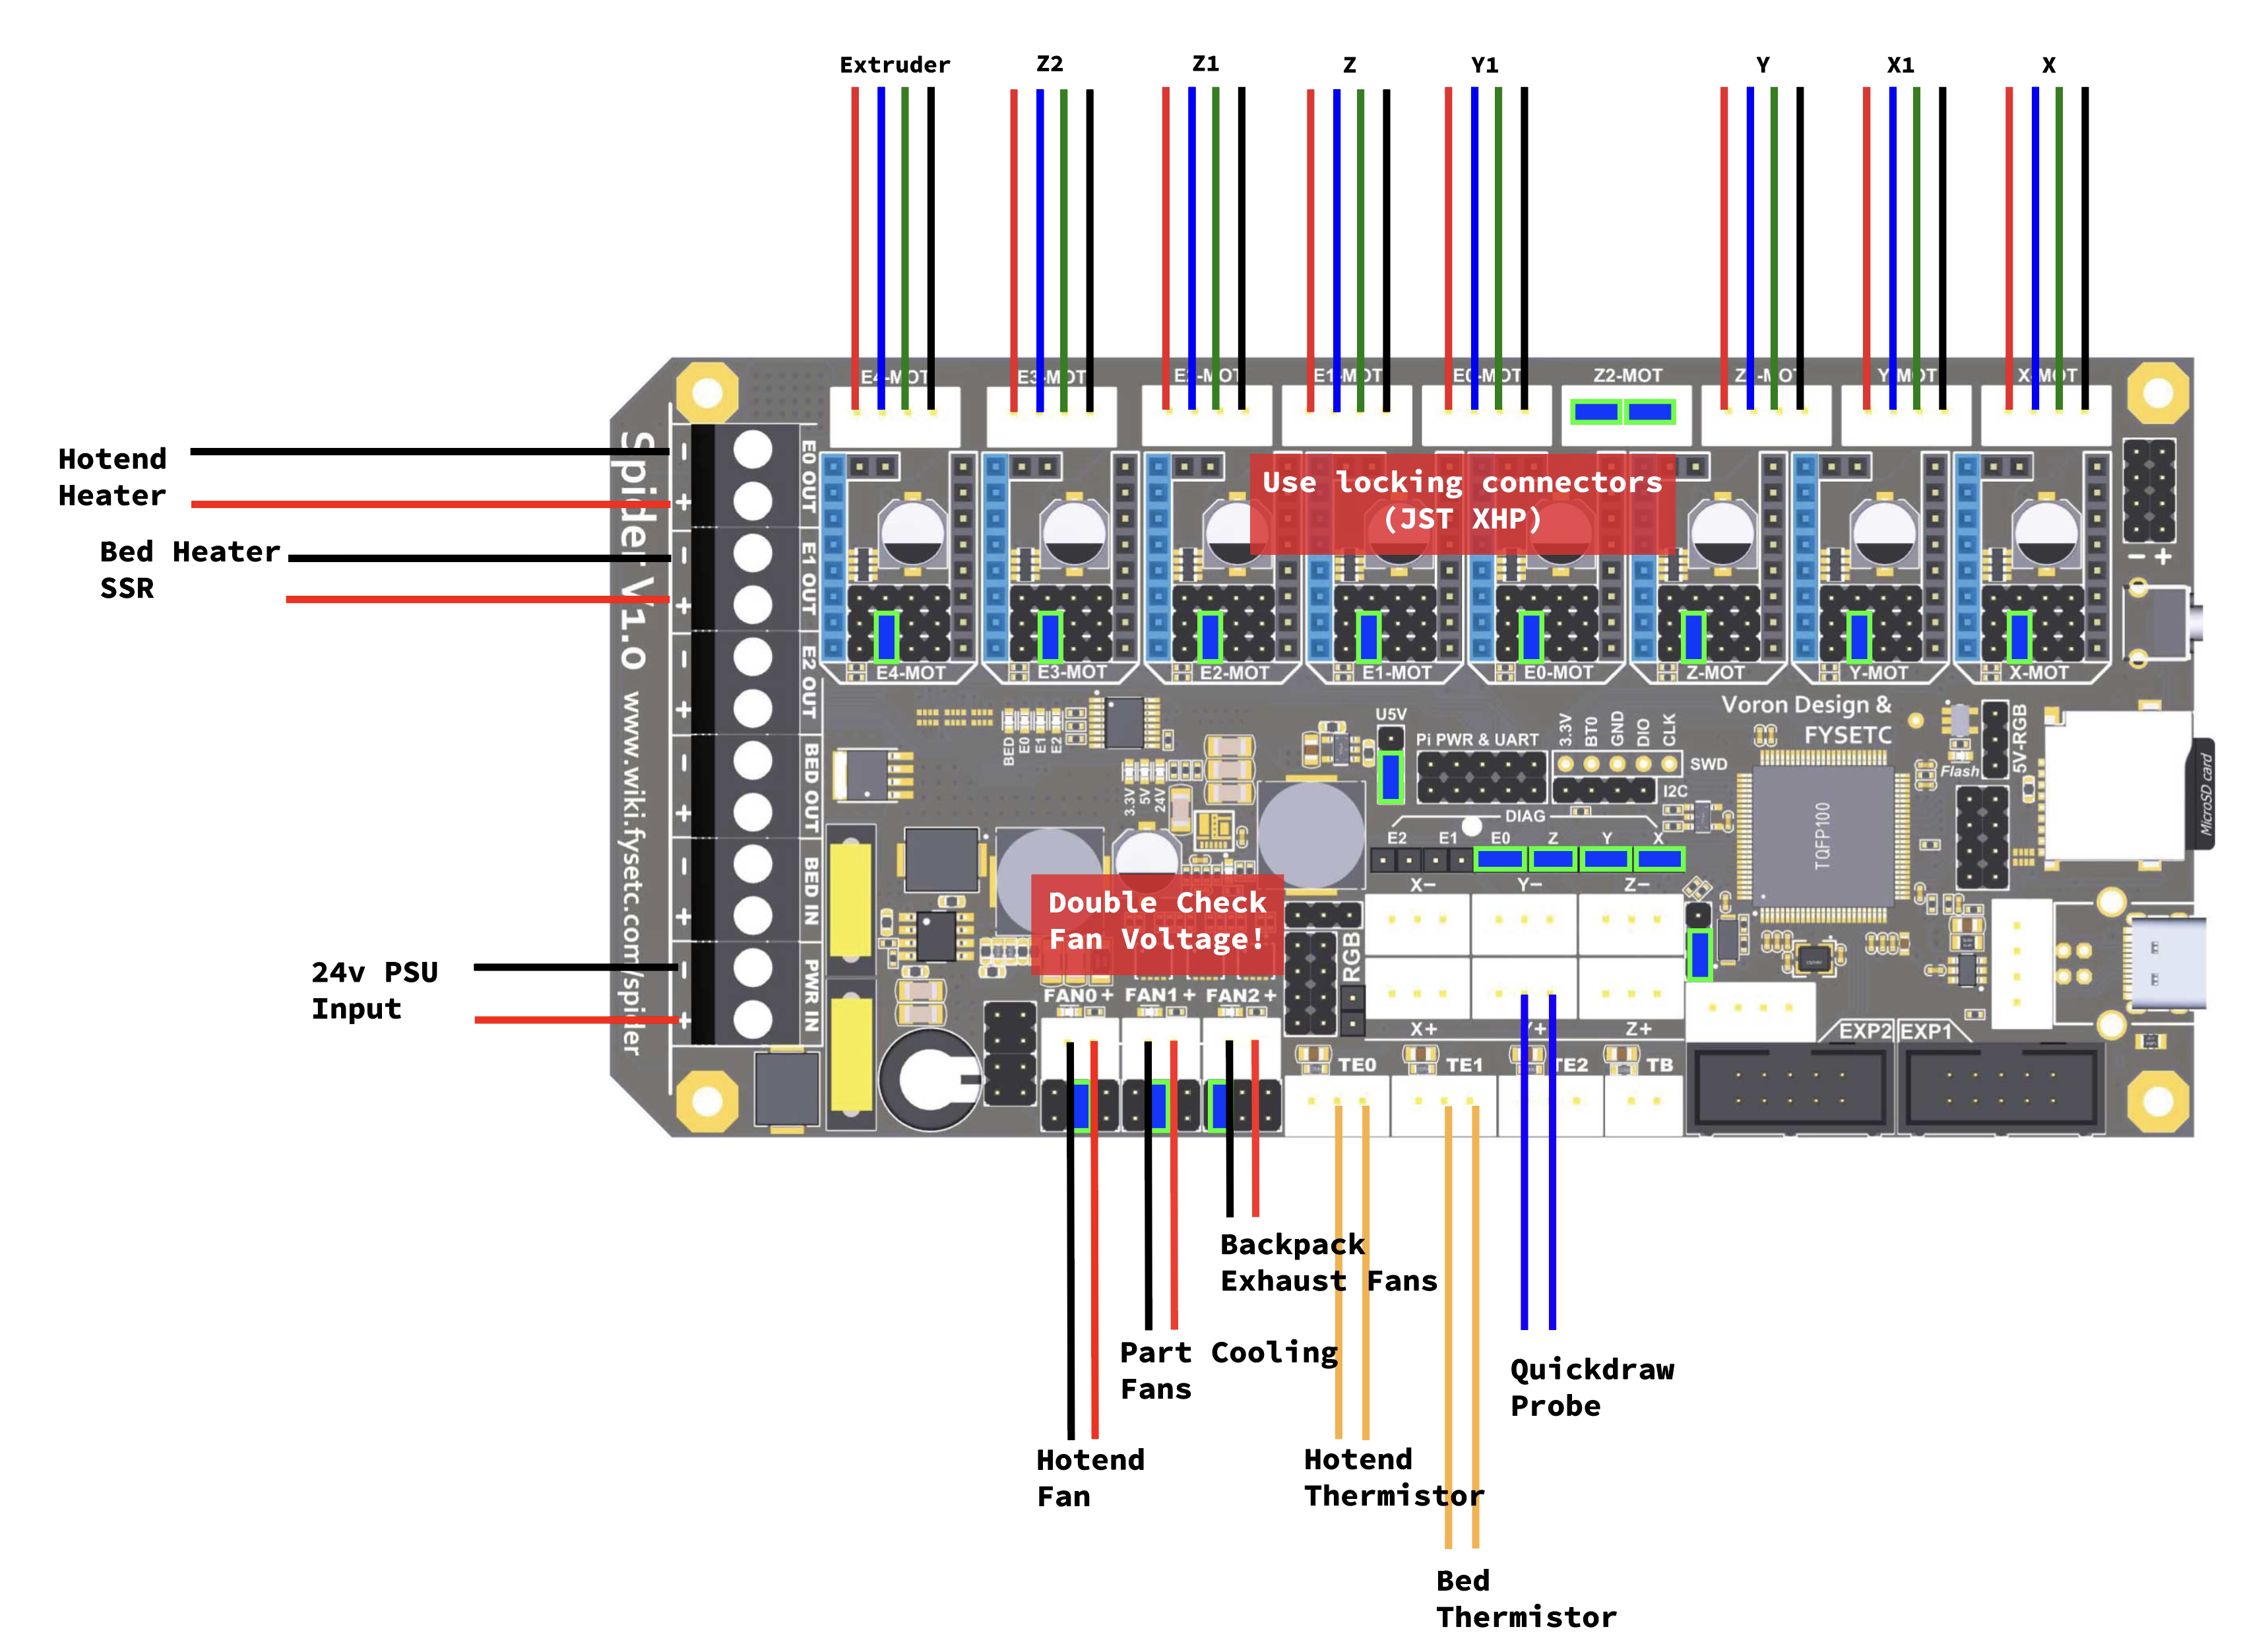 Extruder
Z2
Z1
Z
Y1
Y
X1
X
E4-MOT
E3-MOT
E2-MOT
E1-MOT
E0-MOT
Z2-MOT
Z1-MOT
Y-MOT
X-MOT
Hotend
Heater
Bed Heater
SSR
24v PSU
Input
Spider V1.0 www.wiki.fysetc.com/spider
- + - + - + - + - + - +
E0 OUT
E1 OUT
E2 OUT
BED OUT
BED IN
PWR IN
Use locking connectors
(JST XHP)
- +
E4-MOT
E3-MOT
E2-MOT
E1-MOT
E0-MOT
Z-MOT
Y-MOT
X-MOT
Voron Design &
FYSETC
BED
E0
E1
E2
3.3V
5V
24V
U5V
Pi PWR & UART
3.3V
BT0
GND
DIO
CLK
SWD
I2C
Flash
5V-RGB
MicroSD card
TQFP100
DIAG
E2 E1 E0 Z Y X
X- Y- Z-
Double Check
Fan Voltage!
RGB
FAN0 + FAN1 + FAN2 +
X+ Y+ Z+
EXP2 EXP1
TE0 TE1 TE2 TB
Backpack
Exhaust Fans
Part Cooling
Fans
Quickdraw
Probe
Hotend
Fan
Hotend
Thermistor
Bed
Thermistor